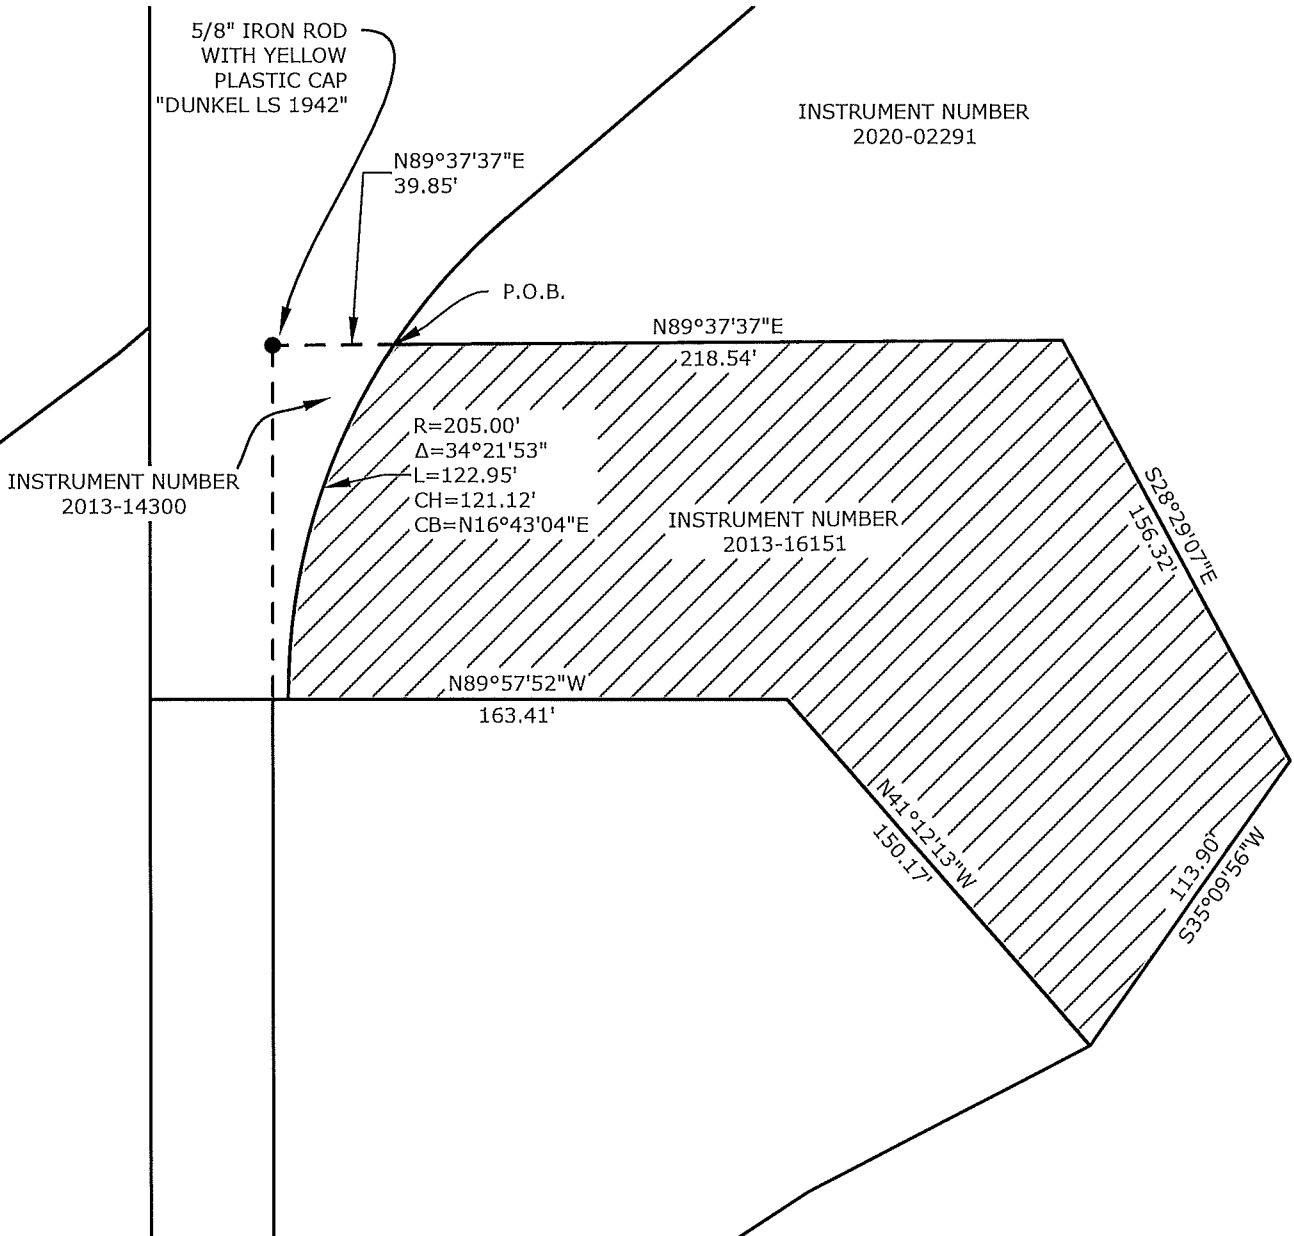 5/8" IRON ROD
WITH YELLOW
PLASTIC CAP
"DUNKEL LS 1942"
INSTRUMENT NUMBER
2020-02291
N89°37'37"E
39.85'
P.O.B.
N89°37'37"E
218.54'
R=205.00'
Δ=34°21'53"
L=122.95'
CH=121.12'
CB=N16°43'04"E
INSTRUMENT NUMBER
2013-14300
INSTRUMENT NUMBER
2013-16151
S28°29'07"E
156.32'
N89°57'52"W
163.41'
N41°12'13"W
150.17'
113.90'
S35°09'56"W